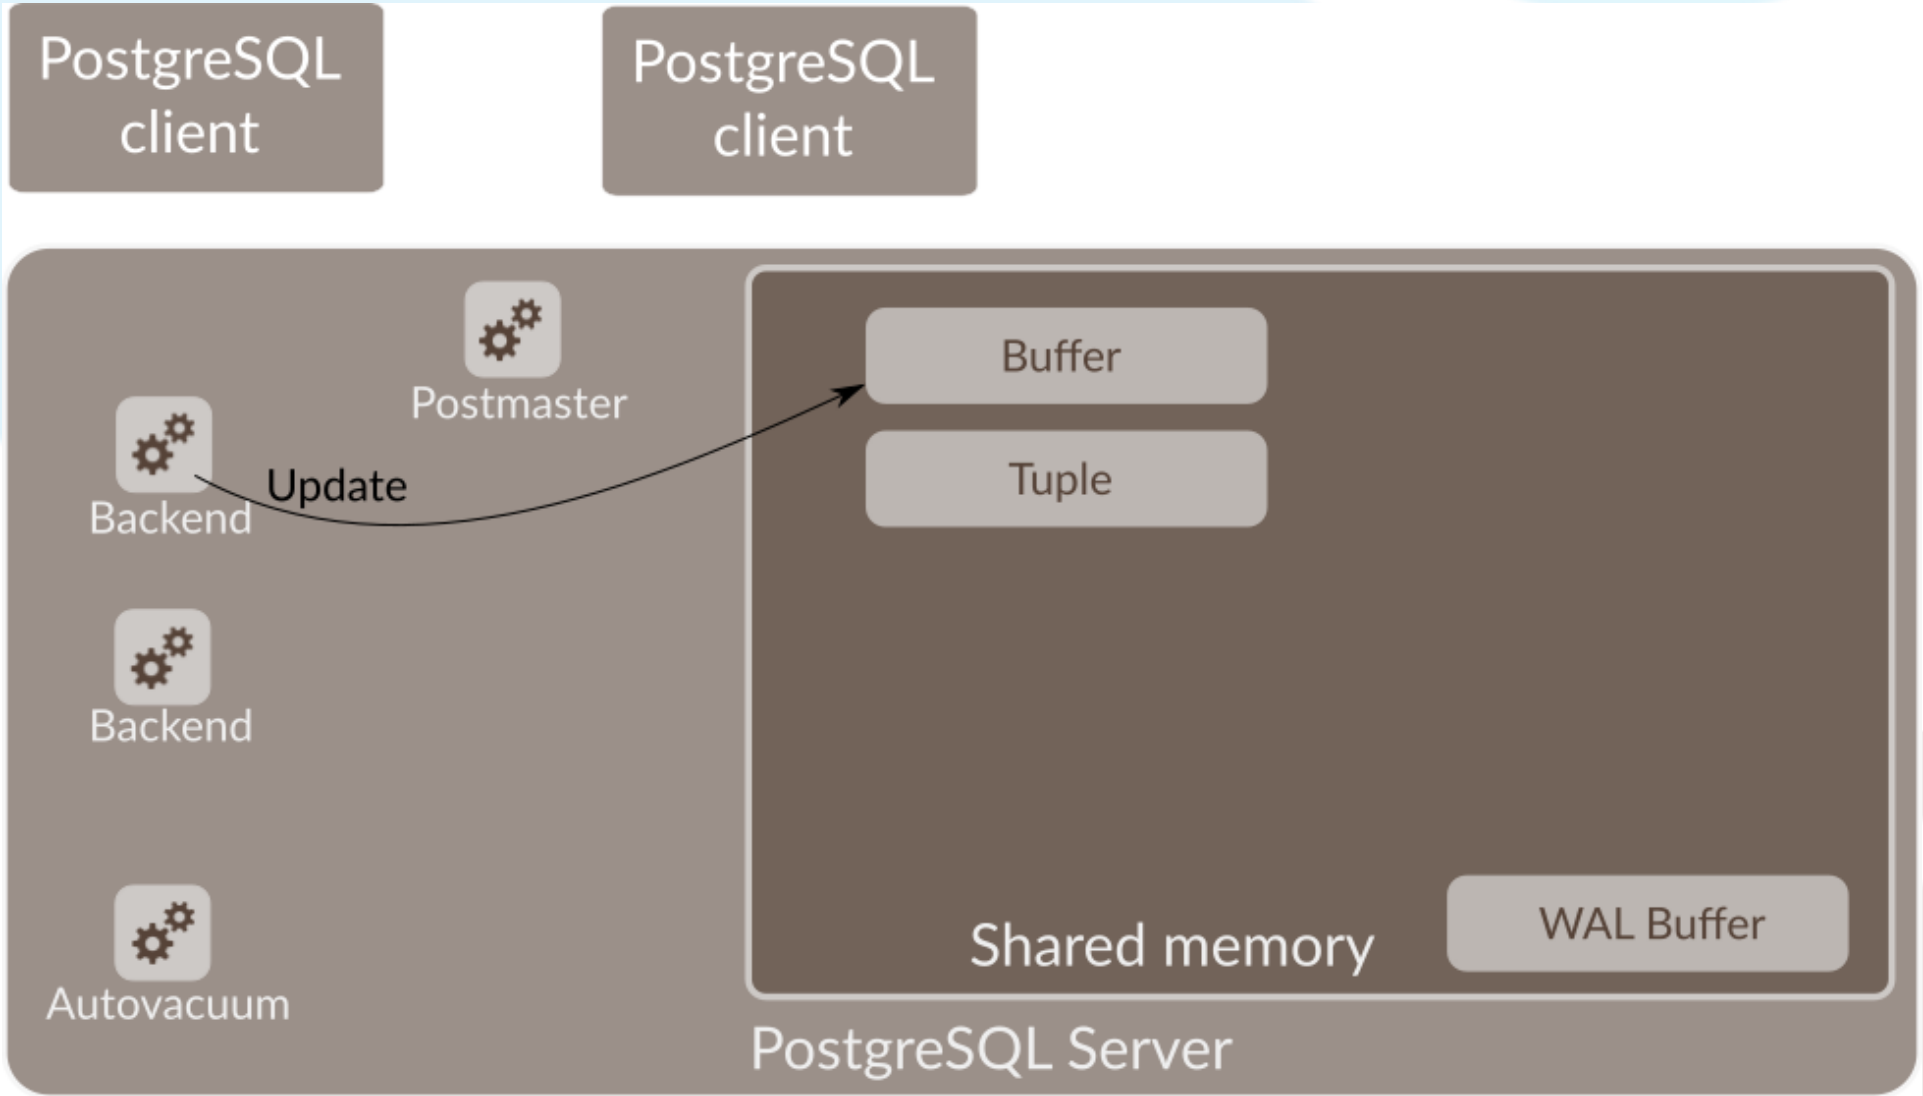 PostgreSQL
client
PostgreSQL
client
Postmaster
Backend
Update
Buffer
Tuple
Backend
Autovacuum
Shared memory
WAL Buffer
PostgreSQL Server